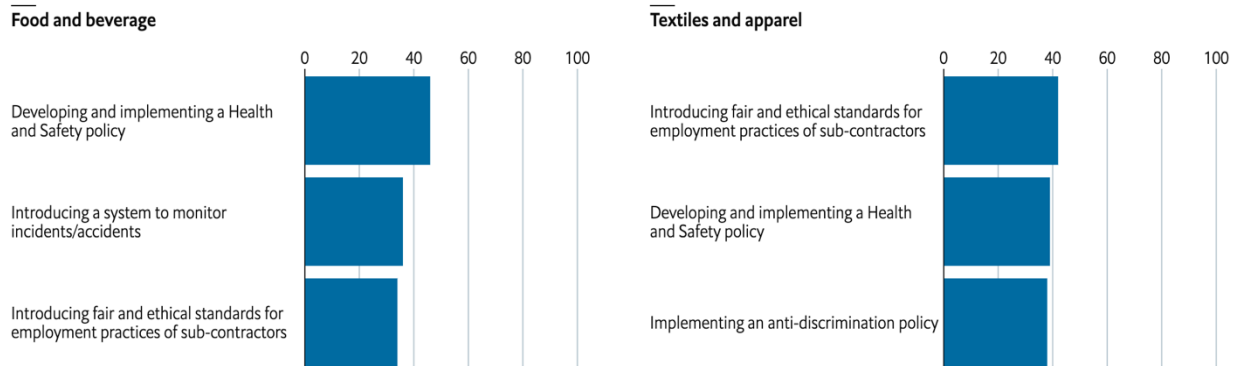 Food and beverage
0 20 40 60 80 100
Developing and implementing a Health
and Safety policy
Introducing a system to monitor
incidents/accidents
Introducing fair and ethical standards for
employment practices of sub-contractors
Textiles and apparel
0 20 40 60 80 100
Introducing fair and ethical standards for
employment practices of sub-contractors
Developing and implementing a Health
and Safety policy
Implementing an anti-discrimination policy